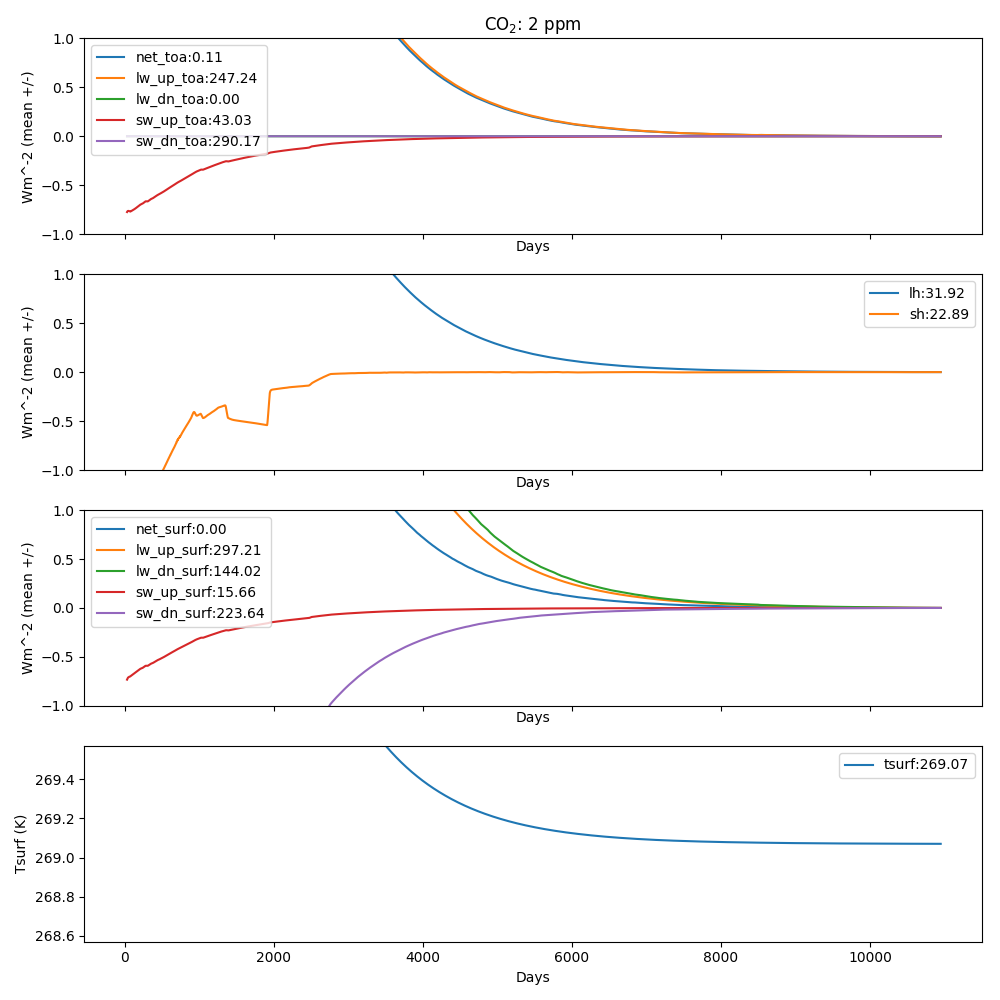 CO₂: 2 ppm
1.0
0.5
0.0
−0.5
−1.0
Wm^-2 (mean +/-)
net_toa:0.11
lw_up_toa:247.24
lw_dn_toa:0.00
sw_up_toa:43.03
sw_dn_toa:290.17
Days
1.0
0.5
0.0
−0.5
−1.0
Wm^-2 (mean +/-)
lh:31.92
sh:22.89
Days
1.0
0.5
0.0
−0.5
−1.0
Wm^-2 (mean +/-)
net_surf:0.00
lw_up_surf:297.21
lw_dn_surf:144.02
sw_up_surf:15.66
sw_dn_surf:223.64
Days
269.4
269.2
269.0
268.8
268.6
Tsurf (K)
tsurf:269.07
0 2000 4000 6000 8000 10000
Days